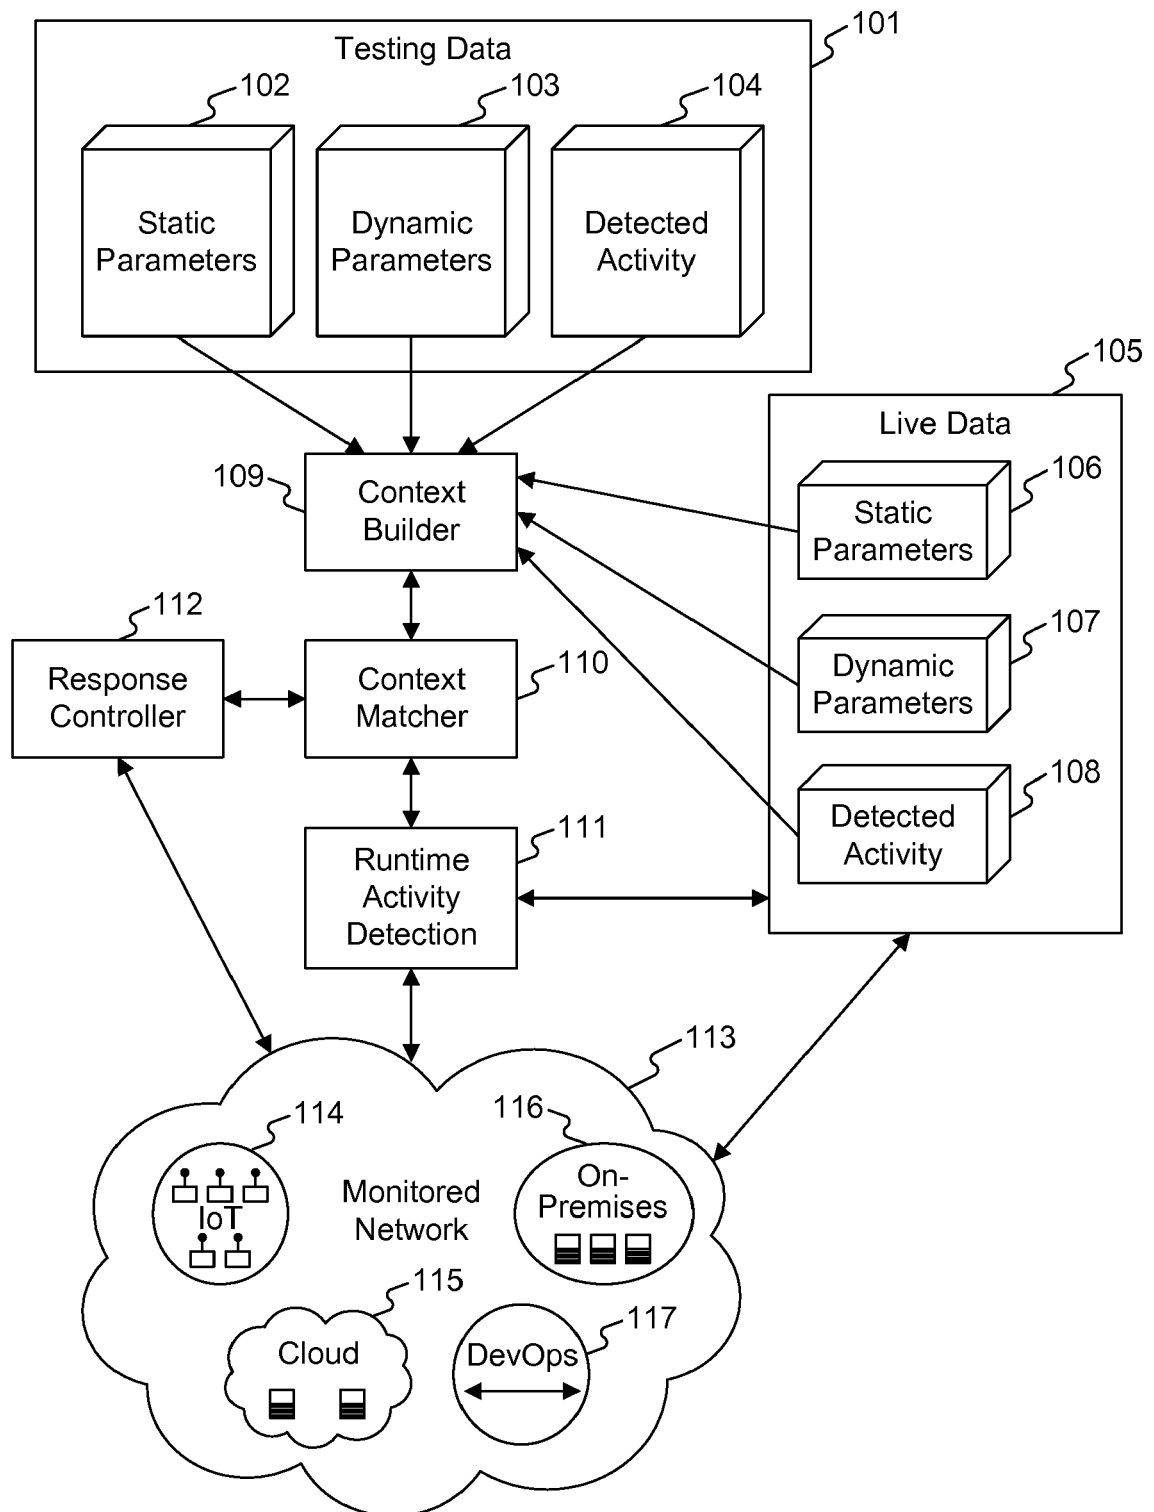 101
Testing Data
102
103
104
Static
Parameters
Dynamic
Parameters
Detected
Activity
105
Live Data
109
Context
Builder
106
Static
Parameters
112
Response
Controller
110
Context
Matcher
107
Dynamic
Parameters
111
Runtime
Activity
Detection
108
Detected
Activity
113
114
IoT
Monitored
Network
116
On-
Premises
115
Cloud
117
DevOps